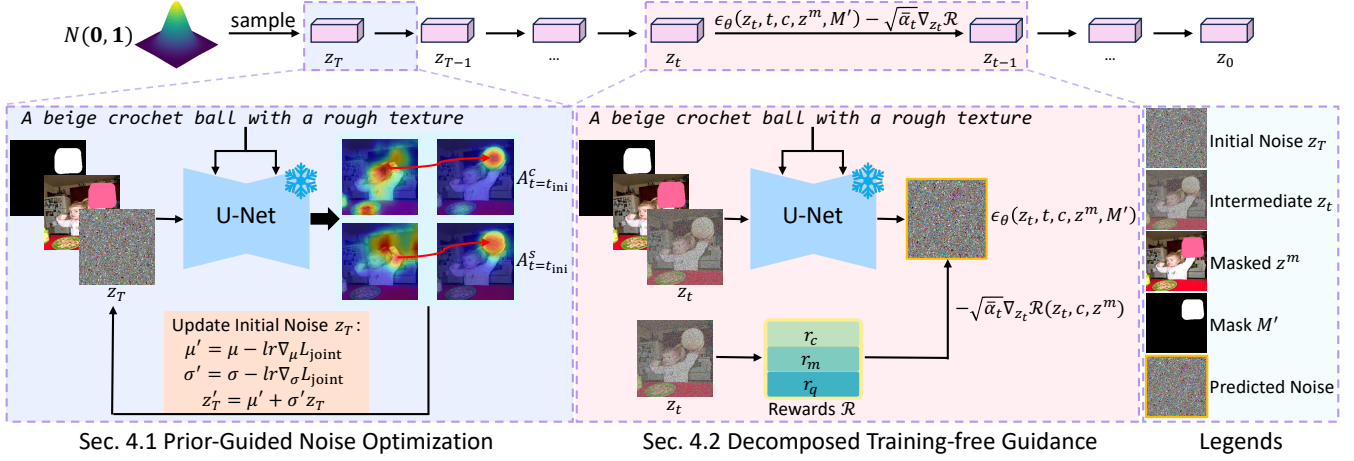 N(0, 1)
sample
z_T
z_{T−1}
...
z_t
ϵ_θ(z_t, t, c, z^m, M′) − √ᾱ_t ∇_{z_t} ℛ
z_{t−1}
...
z_0
A beige crochet ball with a rough texture
U-Net
A^c_{t=t_ini}
A^s_{t=t_ini}
z_T
Update Initial Noise z_T:
μ′ = μ − lr∇_μ L_joint
σ′ = σ − lr∇_σ L_joint
z′_T = μ′ + σ′z_T
Sec. 4.1 Prior-Guided Noise Optimization
A beige crochet ball with a rough texture
U-Net
z_t
ϵ_θ(z_t, t, c, z^m, M′)
−√ᾱ_t ∇_{z_t} ℛ(z_t, c, z^m)
r_c
r_m
r_q
z_t
Rewards ℛ
Sec. 4.2 Decomposed Training-free Guidance
Initial Noise z_T
Intermediate z_t
Masked z^m
Mask M′
Predicted Noise
Legends